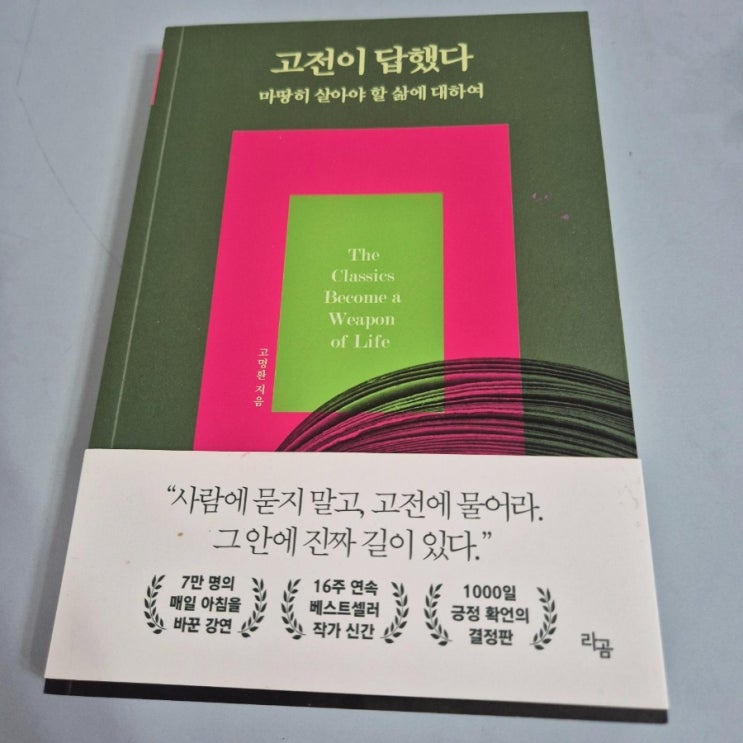 고전이 답했다
마땅히 살아야 할 삶에 대하여
The
Classics
Become a
Weapon
of Life
고명환 지음
“사람에 묻지 말고, 고전에 물어라.
그 안에 진짜 길이 있다.”
7만 명의
매일 아침을
바꾼 강연
16주 연속
베스트셀러
작가 신간
1000일
긍정 확언의
결정판
라곰